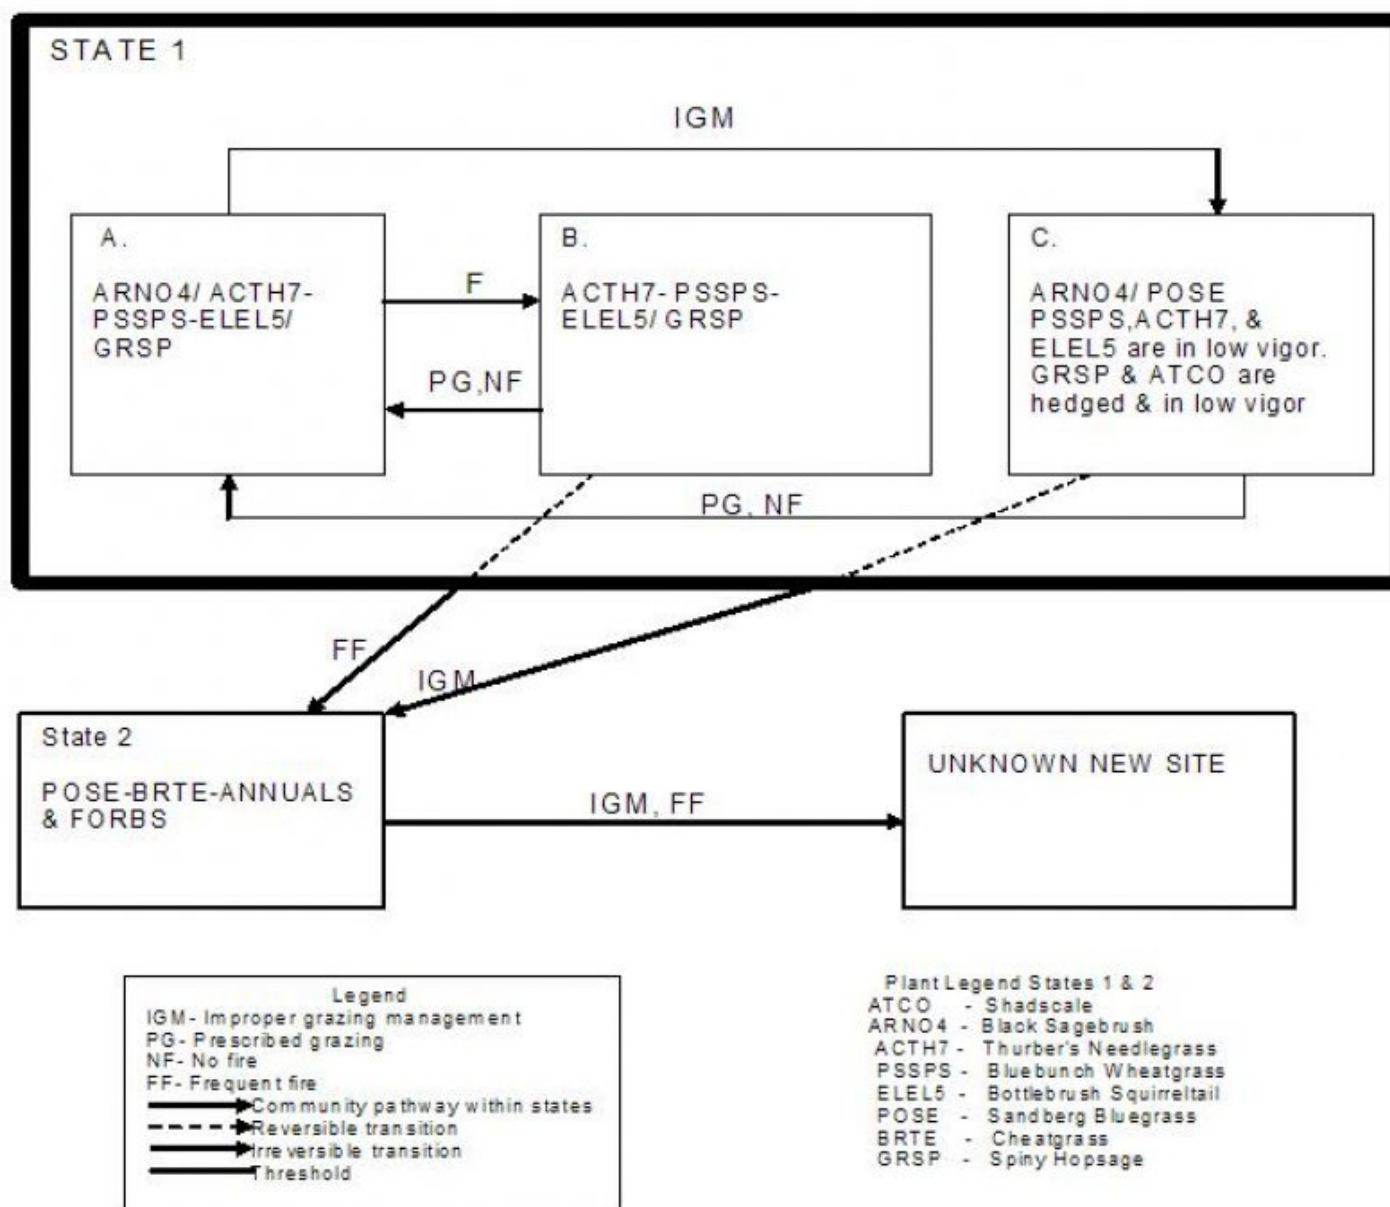 STATE 1
IGM
A.
ARNO4/ ACTH7-
PSSPS-ELEL5/
GRSP
F
PG,NF
B.
ACTH7- PSSPS-
ELEL5/ GRSP
C.
ARNO4/ POSE
PSSPS,ACTH7, &
ELEL5 are in low vigor.
GRSP & ATCO are
hedged & in low vigor
PG, NF
FF
IGM
State 2
POSE-BRTE-ANNUALS
& FORBS
IGM, FF
UNKNOWN NEW SITE
Legend
IGM- Improper grazing management
PG- Prescribed grazing
NF- No fire
FF- Frequent fire
Community pathway within states
Reversible transition
Irreversible transition
Threshold
Plant Legend States 1 & 2
ATCO - Shadscale
ARNO4 - Black Sagebrush
ACTH7 - Thurber's Needlegrass
PSSPS - Bluebunch Wheatgrass
ELEL5 - Bottlebrush Squirreltail
POSE - Sandberg Bluegrass
BRTE - Cheatgrass
GRSP - Spiny Hopsage